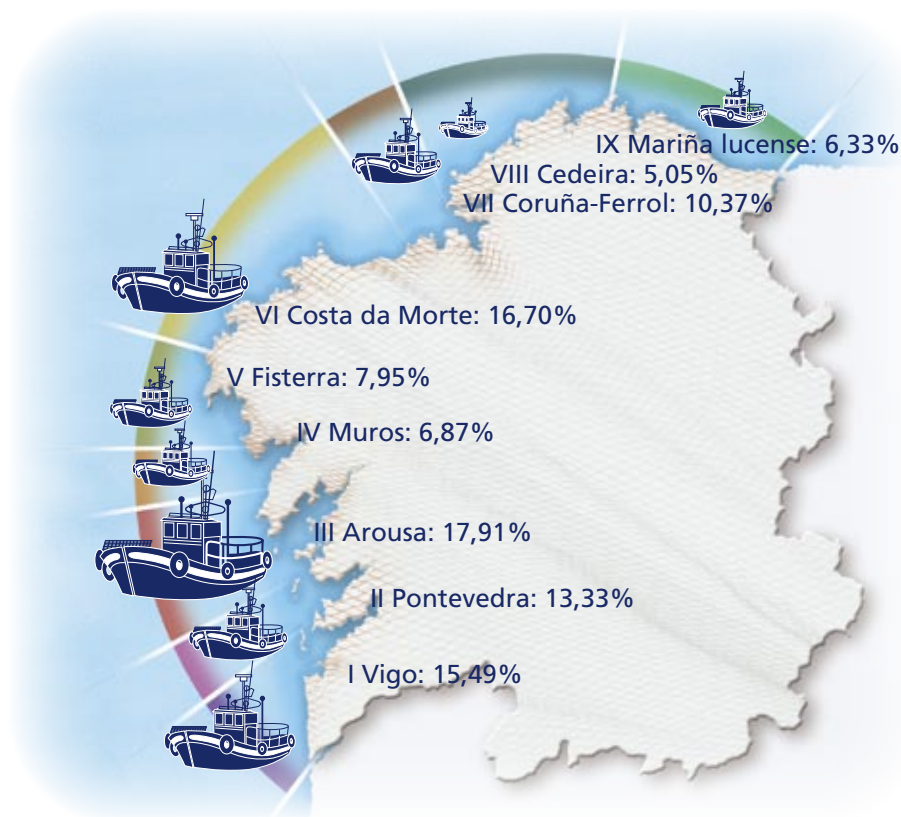 IX Mariña lucense: 6,33%
VIII Cedeira: 5,05%
VII Coruña-Ferrol: 10,37%
VI Costa da Morte: 16,70%
V Fisterra: 7,95%
IV Muros: 6,87%
III Arousa: 17,91%
II Pontevedra: 13,33%
I Vigo: 15,49%